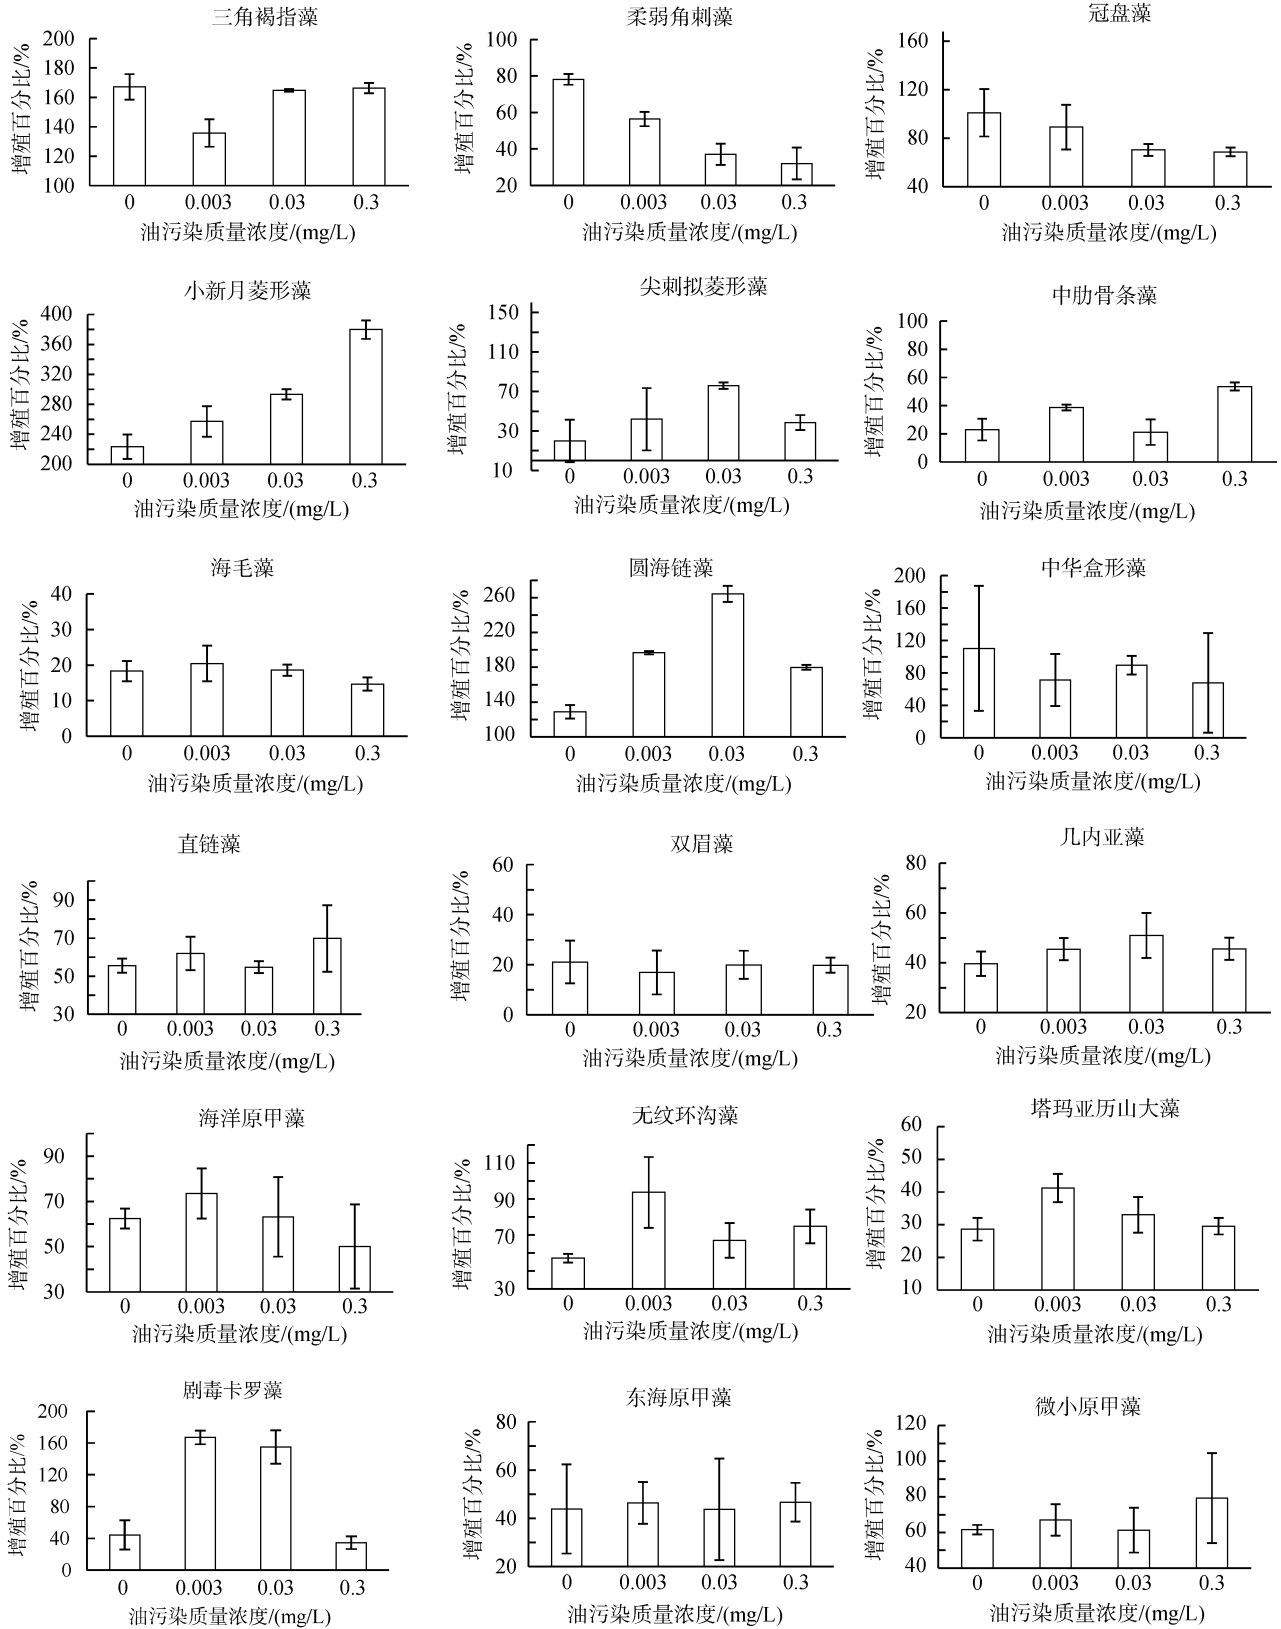 三角褐指藻
增殖百分比/%
200
180
160
140
120
100
0 0.003 0.03 0.3
油污染质量浓度/(mg/L)
柔弱角刺藻
增殖百分比/%
100
80
60
40
20
0 0.003 0.03 0.3
油污染质量浓度/(mg/L)
冠盘藻
增殖百分比/%
160
120
80
40
0 0.003 0.03 0.3
油污染质量浓度/(mg/L)
小新月菱形藻
增殖百分比/%
400
360
320
280
240
200
0 0.003 0.03 0.3
油污染质量浓度/(mg/L)
尖刺拟菱形藻
增殖百分比/%
150
110
70
30
10
0 0.003 0.03 0.3
油污染质量浓度/(mg/L)
中肋骨条藻
增殖百分比/%
100
80
60
40
20
0
0 0.003 0.03 0.3
油污染质量浓度/(mg/L)
海毛藻
增殖百分比/%
40
30
20
10
0
0 0.003 0.03 0.3
油污染质量浓度/(mg/L)
圆海链藻
增殖百分比/%
260
220
180
140
100
0 0.003 0.03 0.3
油污染质量浓度/(mg/L)
中华盒形藻
增殖百分比/%
200
160
120
80
40
0
0 0.003 0.03 0.3
油污染质量浓度/(mg/L)
直链藻
增殖百分比/%
90
70
50
30
0 0.003 0.03 0.3
油污染质量浓度/(mg/L)
双眉藻
增殖百分比/%
60
40
20
0
0 0.003 0.03 0.3
油污染质量浓度/(mg/L)
几内亚藻
增殖百分比/%
80
60
40
20
0 0.003 0.03 0.3
油污染质量浓度/(mg/L)
海洋原甲藻
增殖百分比/%
90
70
50
30
0 0.003 0.03 0.3
油污染质量浓度/(mg/L)
无纹环沟藻
增殖百分比/%
110
90
70
30
0 0.003 0.03 0.3
油污染质量浓度/(mg/L)
塔玛亚历山大藻
增殖百分比/%
60
50
40
30
20
10
0 0.003 0.03 0.3
油污染质量浓度/(mg/L)
剧毒卡罗藻
增殖百分比/%
200
160
120
80
40
0
0 0.003 0.03 0.3
油污染质量浓度/(mg/L)
东海原甲藻
增殖百分比/%
80
60
40
20
0 0.003 0.03 0.3
油污染质量浓度/(mg/L)
微小原甲藻
增殖百分比/%
120
100
80
60
40
0 0.003 0.03 0.3
油污染质量浓度/(mg/L)